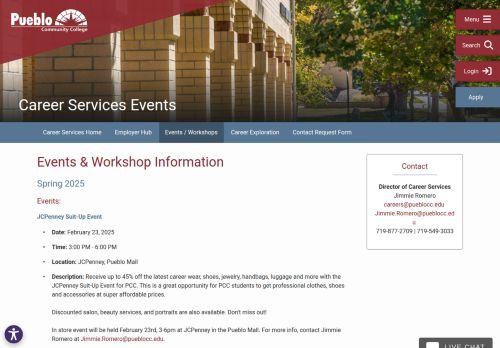 Pueblo
Community College
Menu
Search
Login
Apply
Career Services Events
Career Services Home
Employer Hub
Events / Workshops
Career Exploration
Contact Request Form
Events & Workshop Information
Spring 2025
Events:
JCPenney Suit-Up Event
• Date: February 23, 2025
• Time: 3:00 PM - 6:00 PM
• Location: JCPenney, Pueblo Mall
• Description: Receive up to 45% off the latest career wear, shoes, jewelry, handbags, luggage and more with the
JCPenney Suit-Up Event for PCC. This is a great opportunity for PCC students to get professional clothes, shoes
and accessories at super affordable prices.
Discounted salon, beauty services, and portraits are also available. Don't miss out!
In store event will be held February 23rd, 3-6pm at JCPenney in the Pueblo Mall. For more info, contact Jimmie
Romero at Jimmie.Romero@pueblocc.edu.
Contact
Director of Career Services
Jimmie Romero
careers@pueblocc.edu
Jimmie.Romero@pueblocc.ed
u
719-877-2709 | 719-549-3033
LIVE CHAT